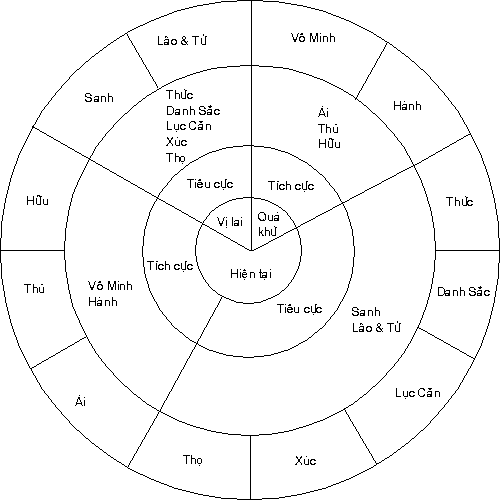 Lão & Tử
Vô Minh
Sanh
Hành
Thức
Danh Sắc
Lục Căn
Xúc
Thọ
Ái
Thủ
Hữu
Tiêu cực
Tích cực
Hữu
Vị lai
Quá
khứ
Thức
Tích cực
Hiện tại
Thủ
Vô Minh
Hành
Danh Sắc
Tiêu cực
Sanh
Lão & Tử
Ái
Lục Căn
Thọ
Xúc